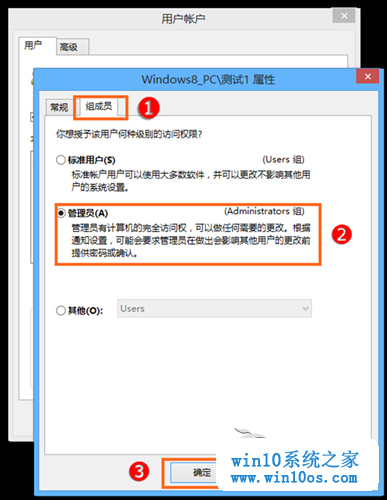 用户帐户
用户
高级
Windows8_PC\测试1 属性
常规
组成员
1
你想授予该用户何种级别的访问权限?
标准用户(S)
(Users 组)
标准帐户用户可以使用大多数软件，并可以更改不影响其他用
户的系统设置。
管理员(A)
(Administrators 组)
管理员有计算机的完全访问权，可以做任何需要的更改。根据
通知设置，可能会要求管理员在做出会影响其他用户的更改前
提供密码或确认。
2
其他(O):
Users
3
确定
win10系统之家
www.win10os.com